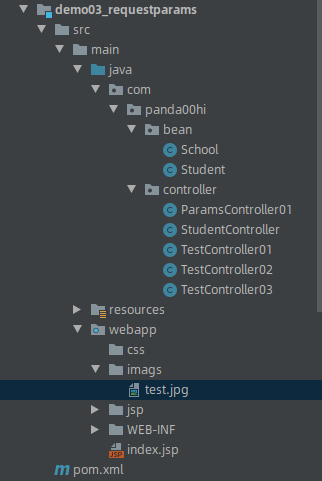 demo03_requestparams
src
main
java
com
panda00hi
bean
School
Student
controller
ParamsController01
StudentController
TestController01
TestController02
TestController03
resources
webapp
css
imags
test.jpg
jsp
WEB-INF
index.jsp
pom.xml